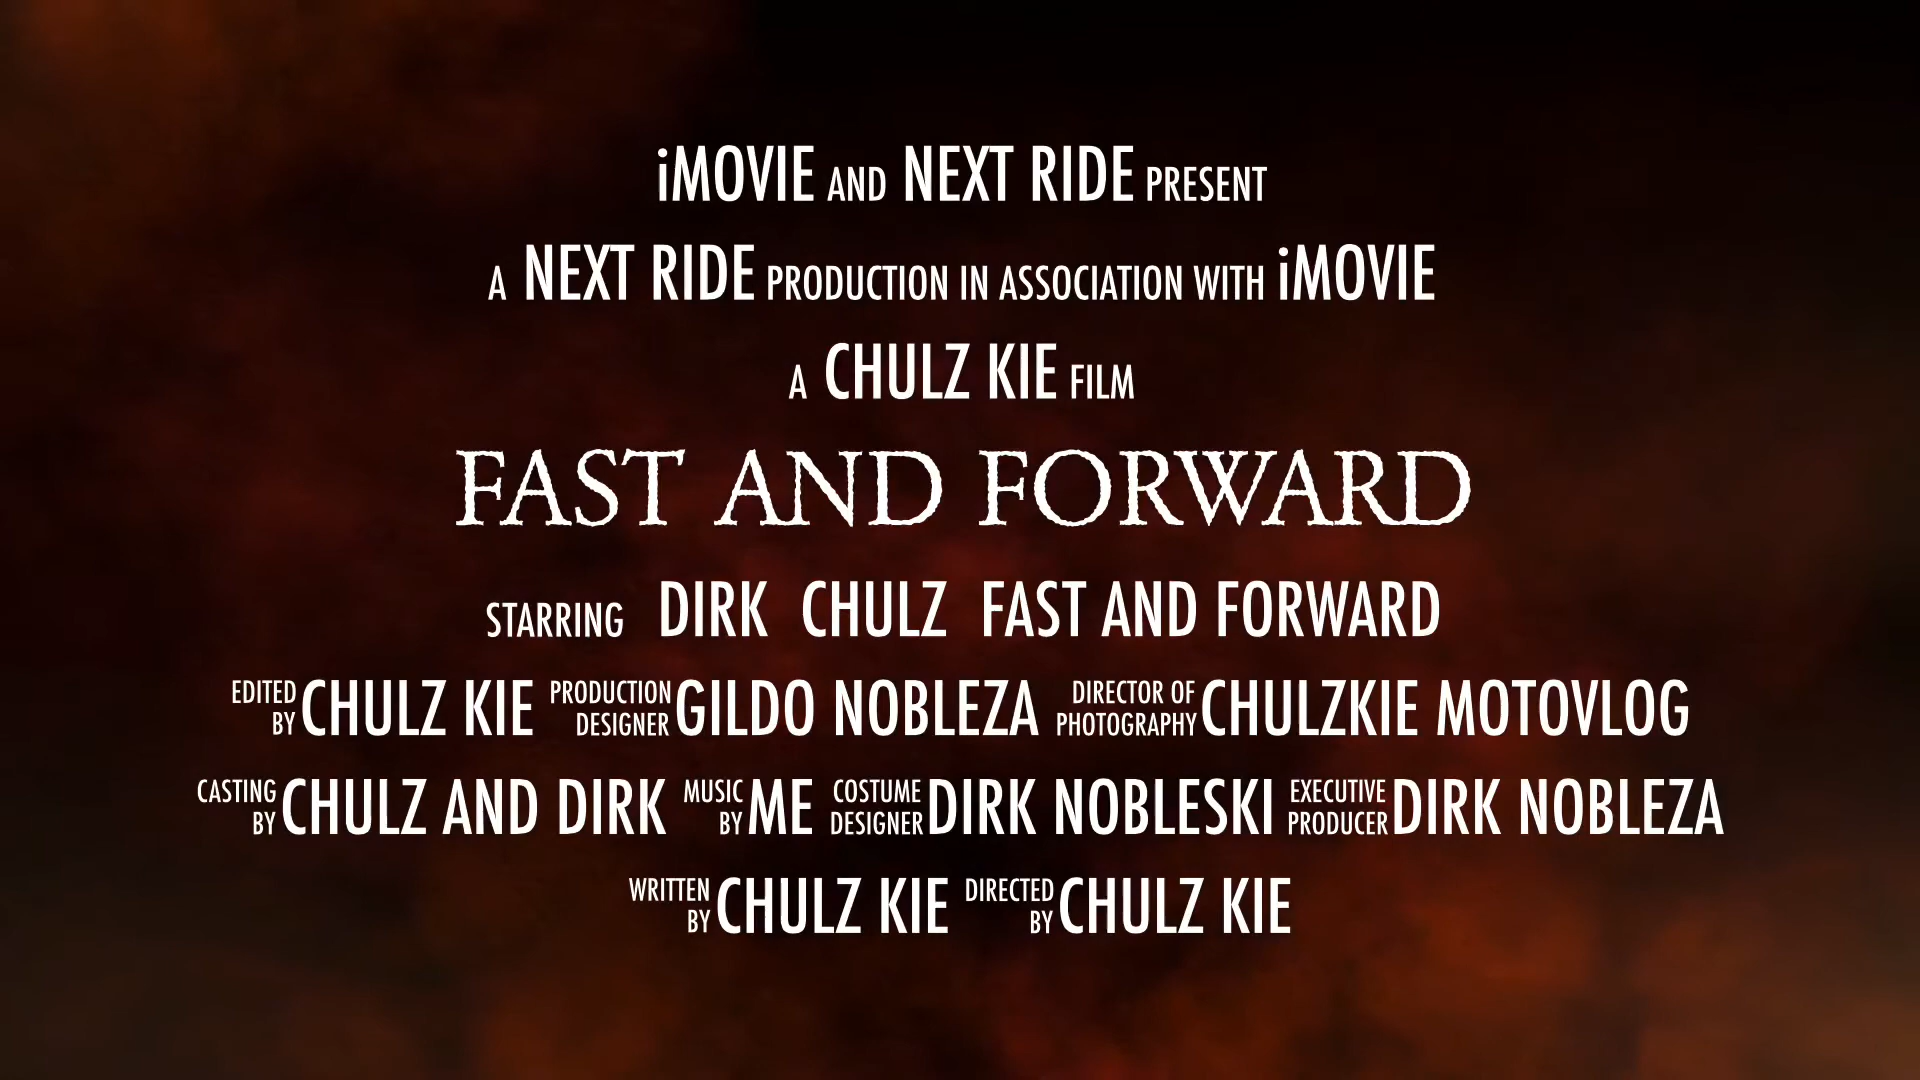 iMOVIE AND NEXT RIDE PRESENT
A NEXT RIDE PRODUCTION IN ASSOCIATION WITH iMOVIE
A CHULZ KIE FILM
FAST AND FORWARD
STARRING DIRK CHULZ FAST AND FORWARD
EDITED BY CHULZ KIE PRODUCTION DESIGNER GILDO NOBLEZA DIRECTOR OF PHOTOGRAPHY CHULZKIE MOTOVLOG
CASTING BY CHULZ AND DIRK MUSIC BY ME COSTUME DESIGNER DIRK NOBLESKI EXECUTIVE PRODUCER DIRK NOBLEZA
WRITTEN BY CHULZ KIE DIRECTED BY CHULZ KIE